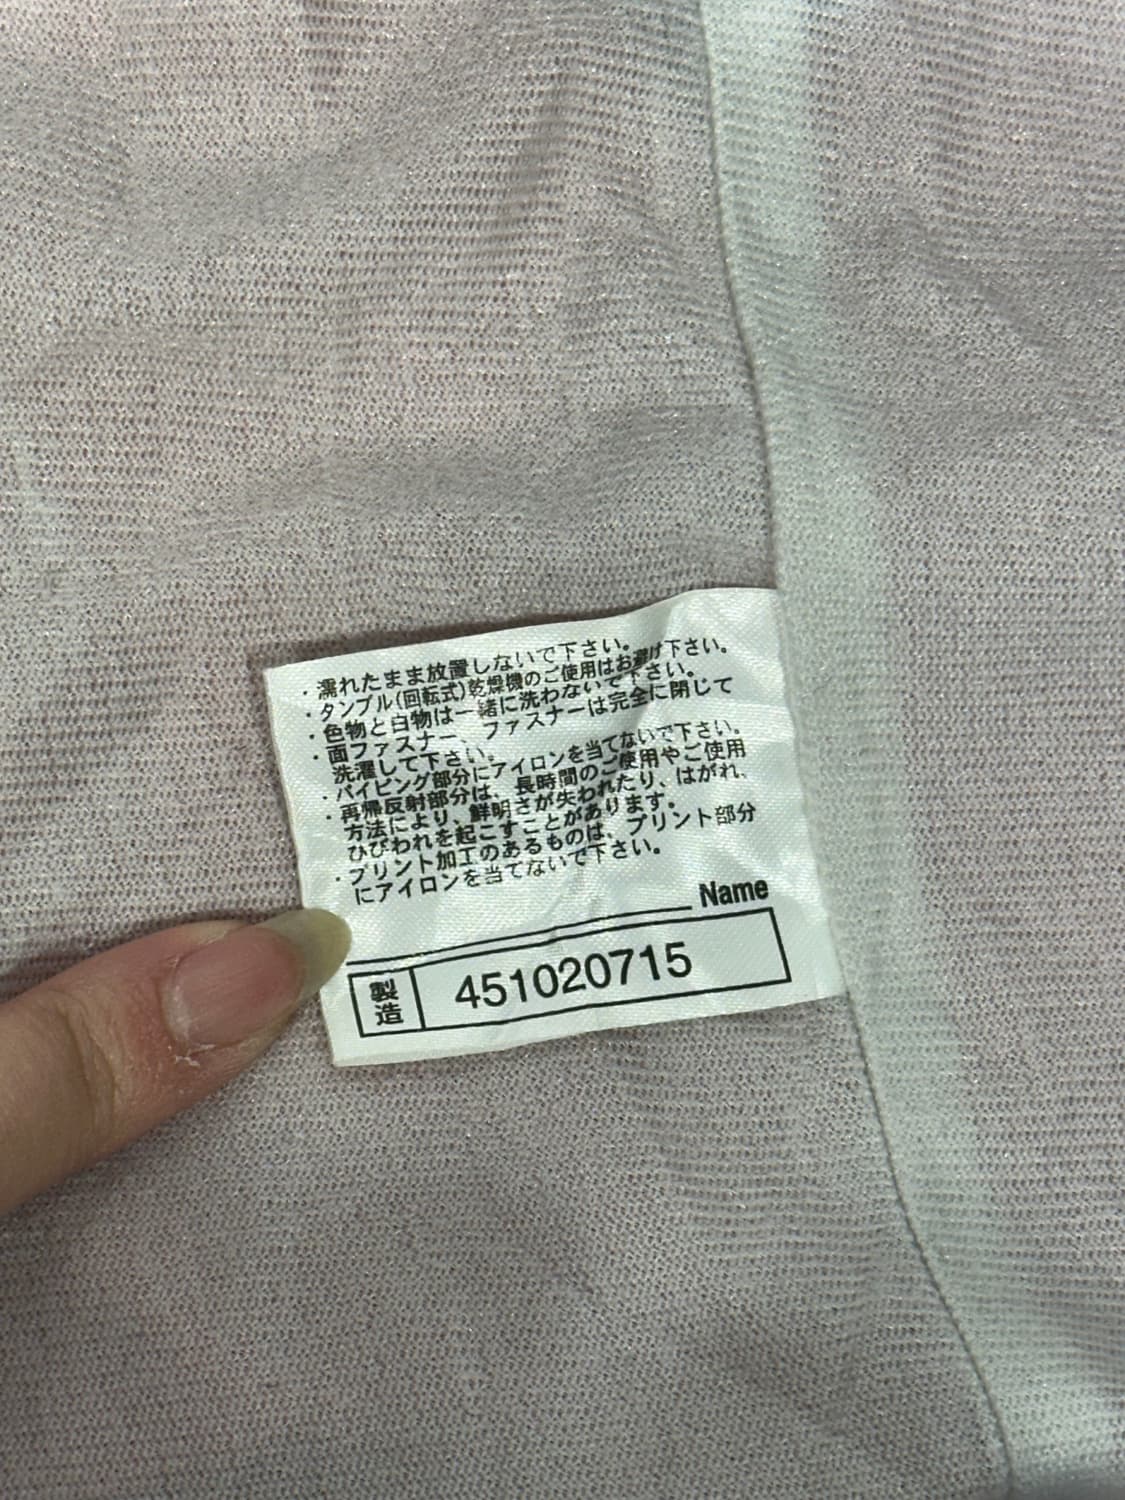 ・濡れたまま放置しないで下さい。
・タンブル(回転式)乾燥機のご使用はお避け下さい。
・色物と白物は一緒に洗わないで下さい。
・面ファスナー、ファスナーは完全に閉じて
洗濯して下さい。
・パイピング部分にアイロンを当てないで下さい。
・再帰反射部分は、長時間のご使用やご使用
方法により、鮮明さが失われたり、はがれ、
ひびわれを起こすことがあります。
・プリント加工のあるものは、プリント部分
にアイロンを当てないで下さい。
Name
製造 451020715